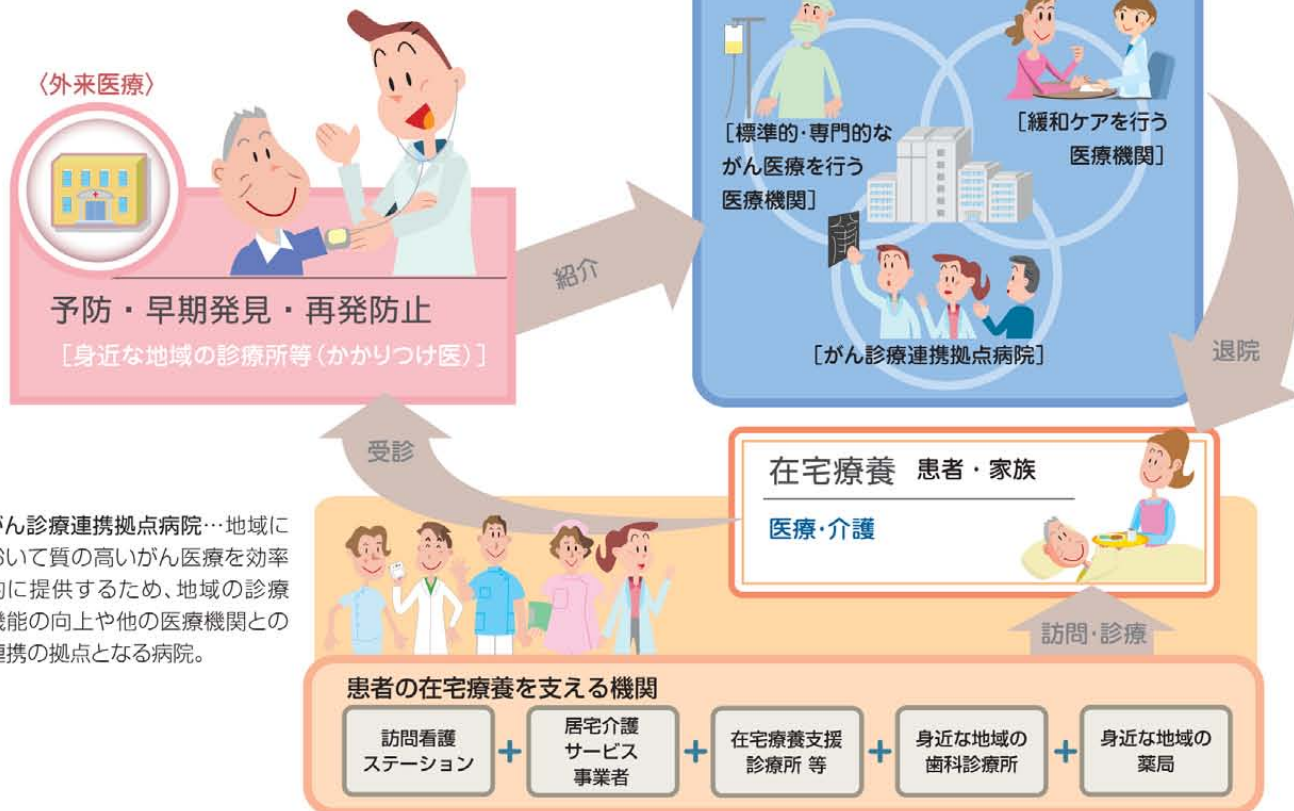 〈外来医療〉
予防・早期発見・再発防止
［身近な地域の診療所等（かかりつけ医）］
紹介
［標準的・専門的な
がん医療を行う
医療機関］
［緩和ケアを行う
医療機関］
［がん診療連携拠点病院］
退院
受診
在宅療養 患者・家族
医療・介護
訪問・診療
がん診療連携拠点病院…地域に
おいて質の高いがん医療を効率
的に提供するため、地域の診療
機能の向上や他の医療機関との
連携の拠点となる病院。
患者の在宅療養を支える機関
訪問看護
ステーション
+
居宅介護
サービス
事業者
+
在宅療養支援
診療所 等
+
身近な地域の
歯科診療所
+
身近な地域の
薬局